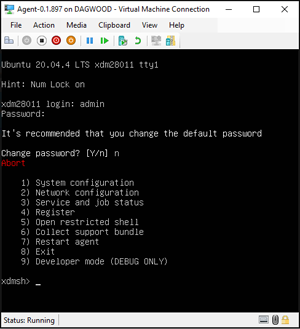 Agent-0.1.897 on DAGWOOD - Virtual Machine Connection
File Action Media Clipboard View Help
Ubuntu 20.04.4 LTS xdm28011 tty1
Hint: Num Lock on
xdm28011 login: admin
Password:
It's recommended that you change the default password
Change password? [Y/n] n
Abort
1) System configuration
2) Network configuration
3) Service and job status
4) Register
5) Open restricted shell
6) Collect support bundle
7) Restart agent
8) Exit
9) Developer mode (DEBUG ONLY)
xdmsh> _
Status: Running